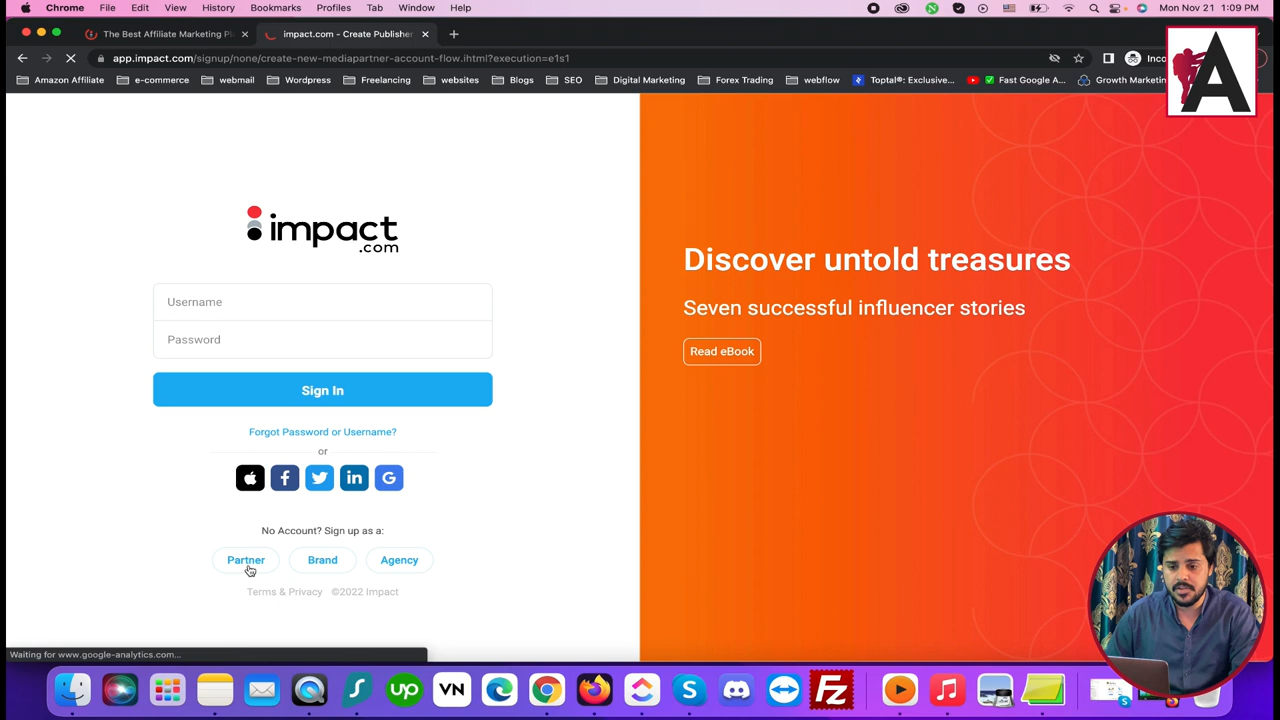 Chrome File Edit View History Bookmarks Profiles Tab Window Help Mon Nov 21 1:09 PM
The Best Affiliate Marketing Pl
impact.com - Create Publisher
app.impact.com/signup/none/create-new-mediapartner-account-flow.ihtml?execution=e1s1
Amazon Affiliate e-commerce webmail Wordpress Freelancing websites Blogs SEO Digital Marketing Forex Trading webflow Toptal®: Exclusive... Fast Google A... Growth Marketin
A
impact
.com
Username
Password
Sign In
Forgot Password or Username?
or
No Account? Sign up as a:
Partner Brand Agency
Terms & Privacy ©2022 Impact
Discover untold treasures
Seven successful influencer stories
Read eBook
Waiting for www.google-analytics.com...
up VN FZ